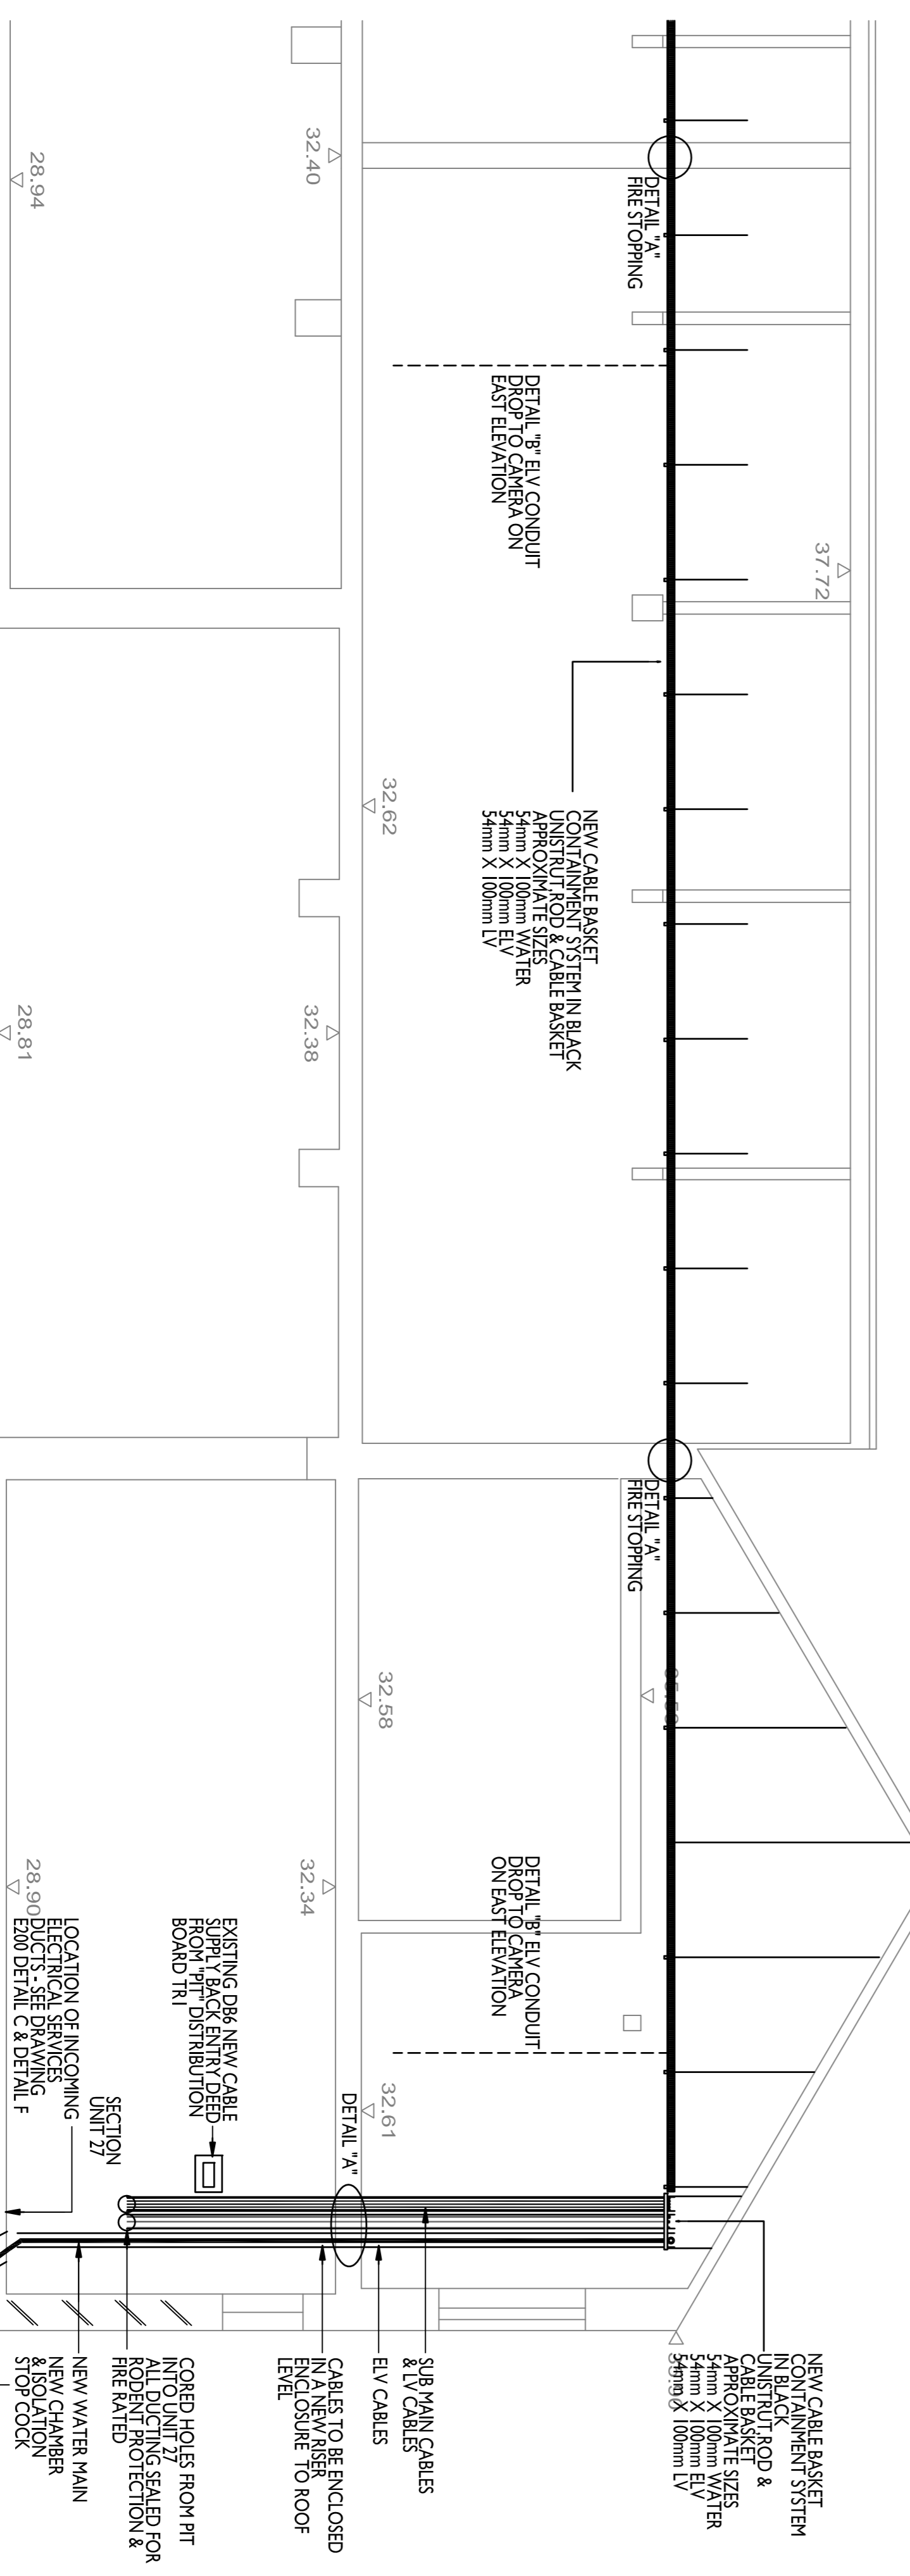 32.40
28.94
DETAIL "A"
FIRE STOPPING
DETAIL "B" ELV CONDUIT
DROP TO CAMERA ON
EAST ELEVATION
37.72
32.62
NEW CABLE BASKET
CONTAINMENT SYSTEM IN BLACK
UNISTRUT,ROD & CABLE BASKET
APPROXIMATE SIZES
54mm X 100mm WATER
54mm X 100mm ELV
54mm X 100mm LV
32.38
28.81
DETAIL "A"
FIRE STOPPING
32.58
32.34
28.90
DETAIL "B" ELV CONDUIT
DROP TO CAMERA
ON EAST ELEVATION
32.61
DETAIL "A"
EXISTING DB6 NEW CABLE
SUPPLY BACK ENTRY DEED
FROM "PIT" DISTRIBUTION
BOARD TR1
SECTION
UNIT 27
LOCATION OF INCOMING
ELECTRICAL SERVICES
DUCTS - SEE DRAWING
E200 DETAIL C & DETAIL F
NEW CABLE BASKET
CONTAINMENT SYSTEM
IN BLACK
UNISTRUT,ROD &
CABLE BASKET
APPROXIMATE SIZES
54mm X 100mm WATER
54mm X 100mm ELV
54mm X 100mm LV
SUB MAIN CABLES
& LV CABLES
ELV CABLES
CABLES TO BE ENCLOSED
IN A NEW RISER
ENCLOSURE TO ROOF
LEVEL
CORED HOLES FROM PIT
INTO UNIT 27
ALL DUCTING SEALED FOR
RODENT PROTECTION &
FIRE RATED
NEW WATER MAIN
NEW CHAMBER
& ISOLATION
STOP COCK